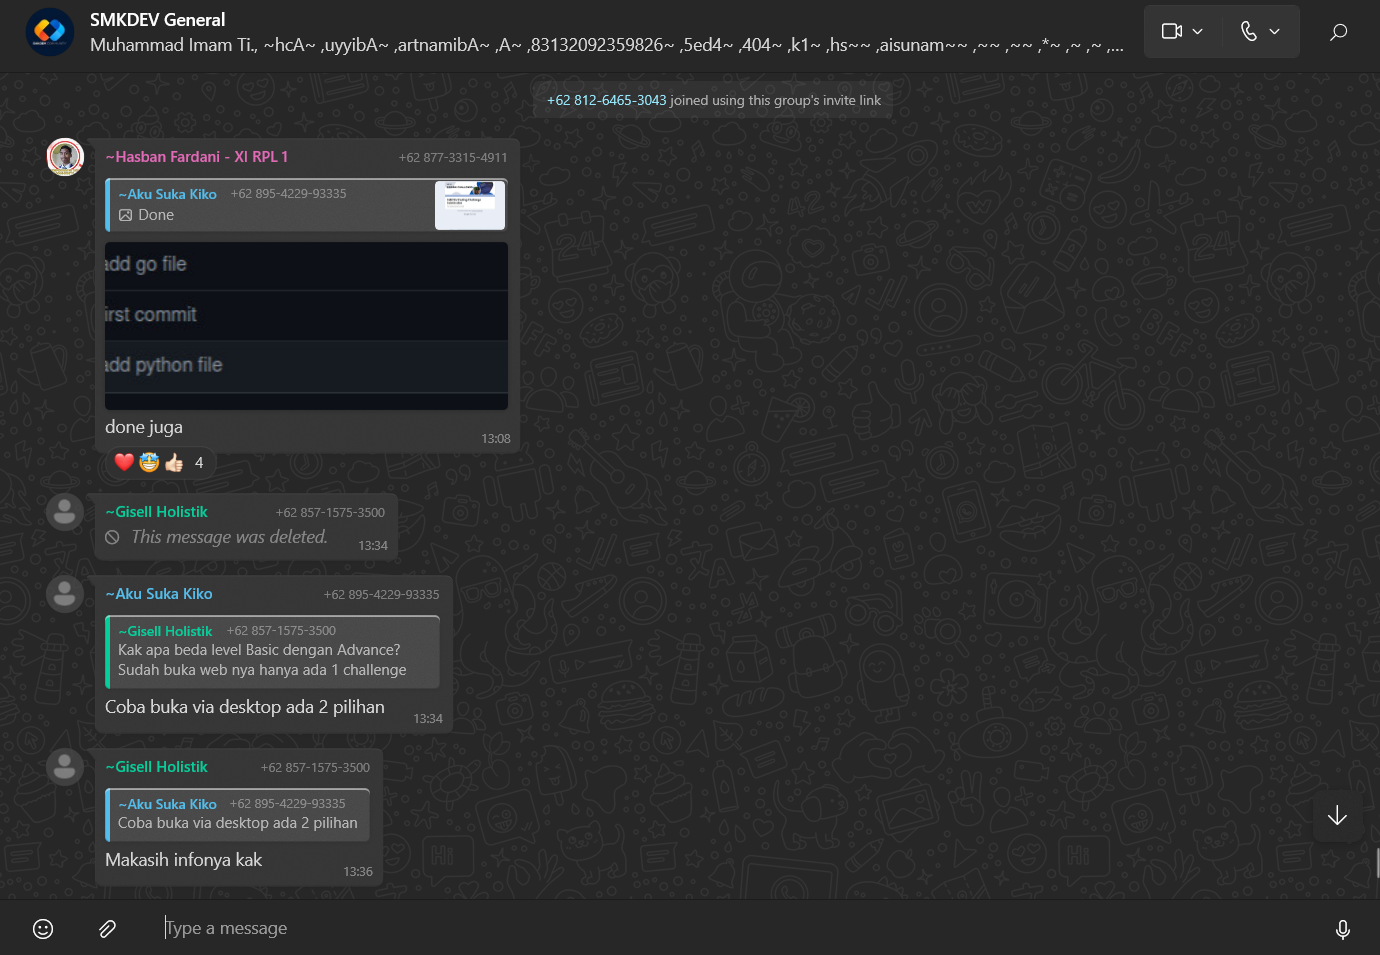 SMKDEV General
Muhammad Imam Ti., ~hcA~ ,uyyibA~ ,artnamibA~ ,A~ ,83132092359826~ ,5ed4~ ,404~ ,k1~ ,hs~~ ,aisunam~~ ,~~ ,~~ ,*~ ,~ ,~ ,...
+62 812-6465-3043 joined using this group's invite link
~Hasban Fardani - XI RPL 1 +62 877-3315-4911
~Aku Suka Kiko +62 895-4229-93335
Done
add go file
irst commit
add python file
done juga
13:08
4
~Gisell Holistik +62 857-1575-3500
This message was deleted.
13:34
~Aku Suka Kiko +62 895-4229-93335
~Gisell Holistik +62 857-1575-3500
Kak apa beda level Basic dengan Advance?
Sudah buka web nya hanya ada 1 challenge
Coba buka via desktop ada 2 pilihan
13:34
~Gisell Holistik +62 857-1575-3500
~Aku Suka Kiko +62 895-4229-93335
Coba buka via desktop ada 2 pilihan
Makasih infonya kak
13:36
Type a message